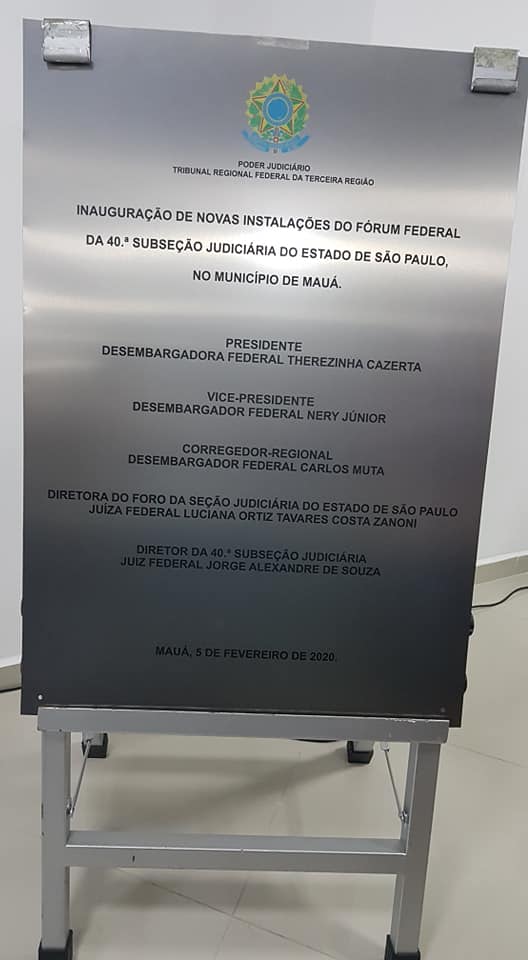 PODER JUDICIÁRIO
TRIBUNAL REGIONAL FEDERAL DA TERCEIRA REGIÃO
INAUGURAÇÃO DE NOVAS INSTALAÇÕES DO FÓRUM FEDERAL
DA 40.ª SUBSEÇÃO JUDICIÁRIA DO ESTADO DE SÃO PAULO,
NO MUNICÍPIO DE MAUÁ.
PRESIDENTE
DESEMBARGADORA FEDERAL THEREZINHA CAZERTA
VICE-PRESIDENTE
DESEMBARGADOR FEDERAL NERY JÚNIOR
CORREGEDOR-REGIONAL
DESEMBARGADOR FEDERAL CARLOS MUTA
DIRETORA DO FORO DA SEÇÃO JUDICIÁRIA DO ESTADO DE SÃO PAULO
JUÍZA FEDERAL LUCIANA ORTIZ TAVARES COSTA ZANONI
DIRETOR DA 40.ª SUBSEÇÃO JUDICIÁRIA
JUIZ FEDERAL JORGE ALEXANDRE DE SOUZA
MAUÁ, 5 DE FEVEREIRO DE 2020.